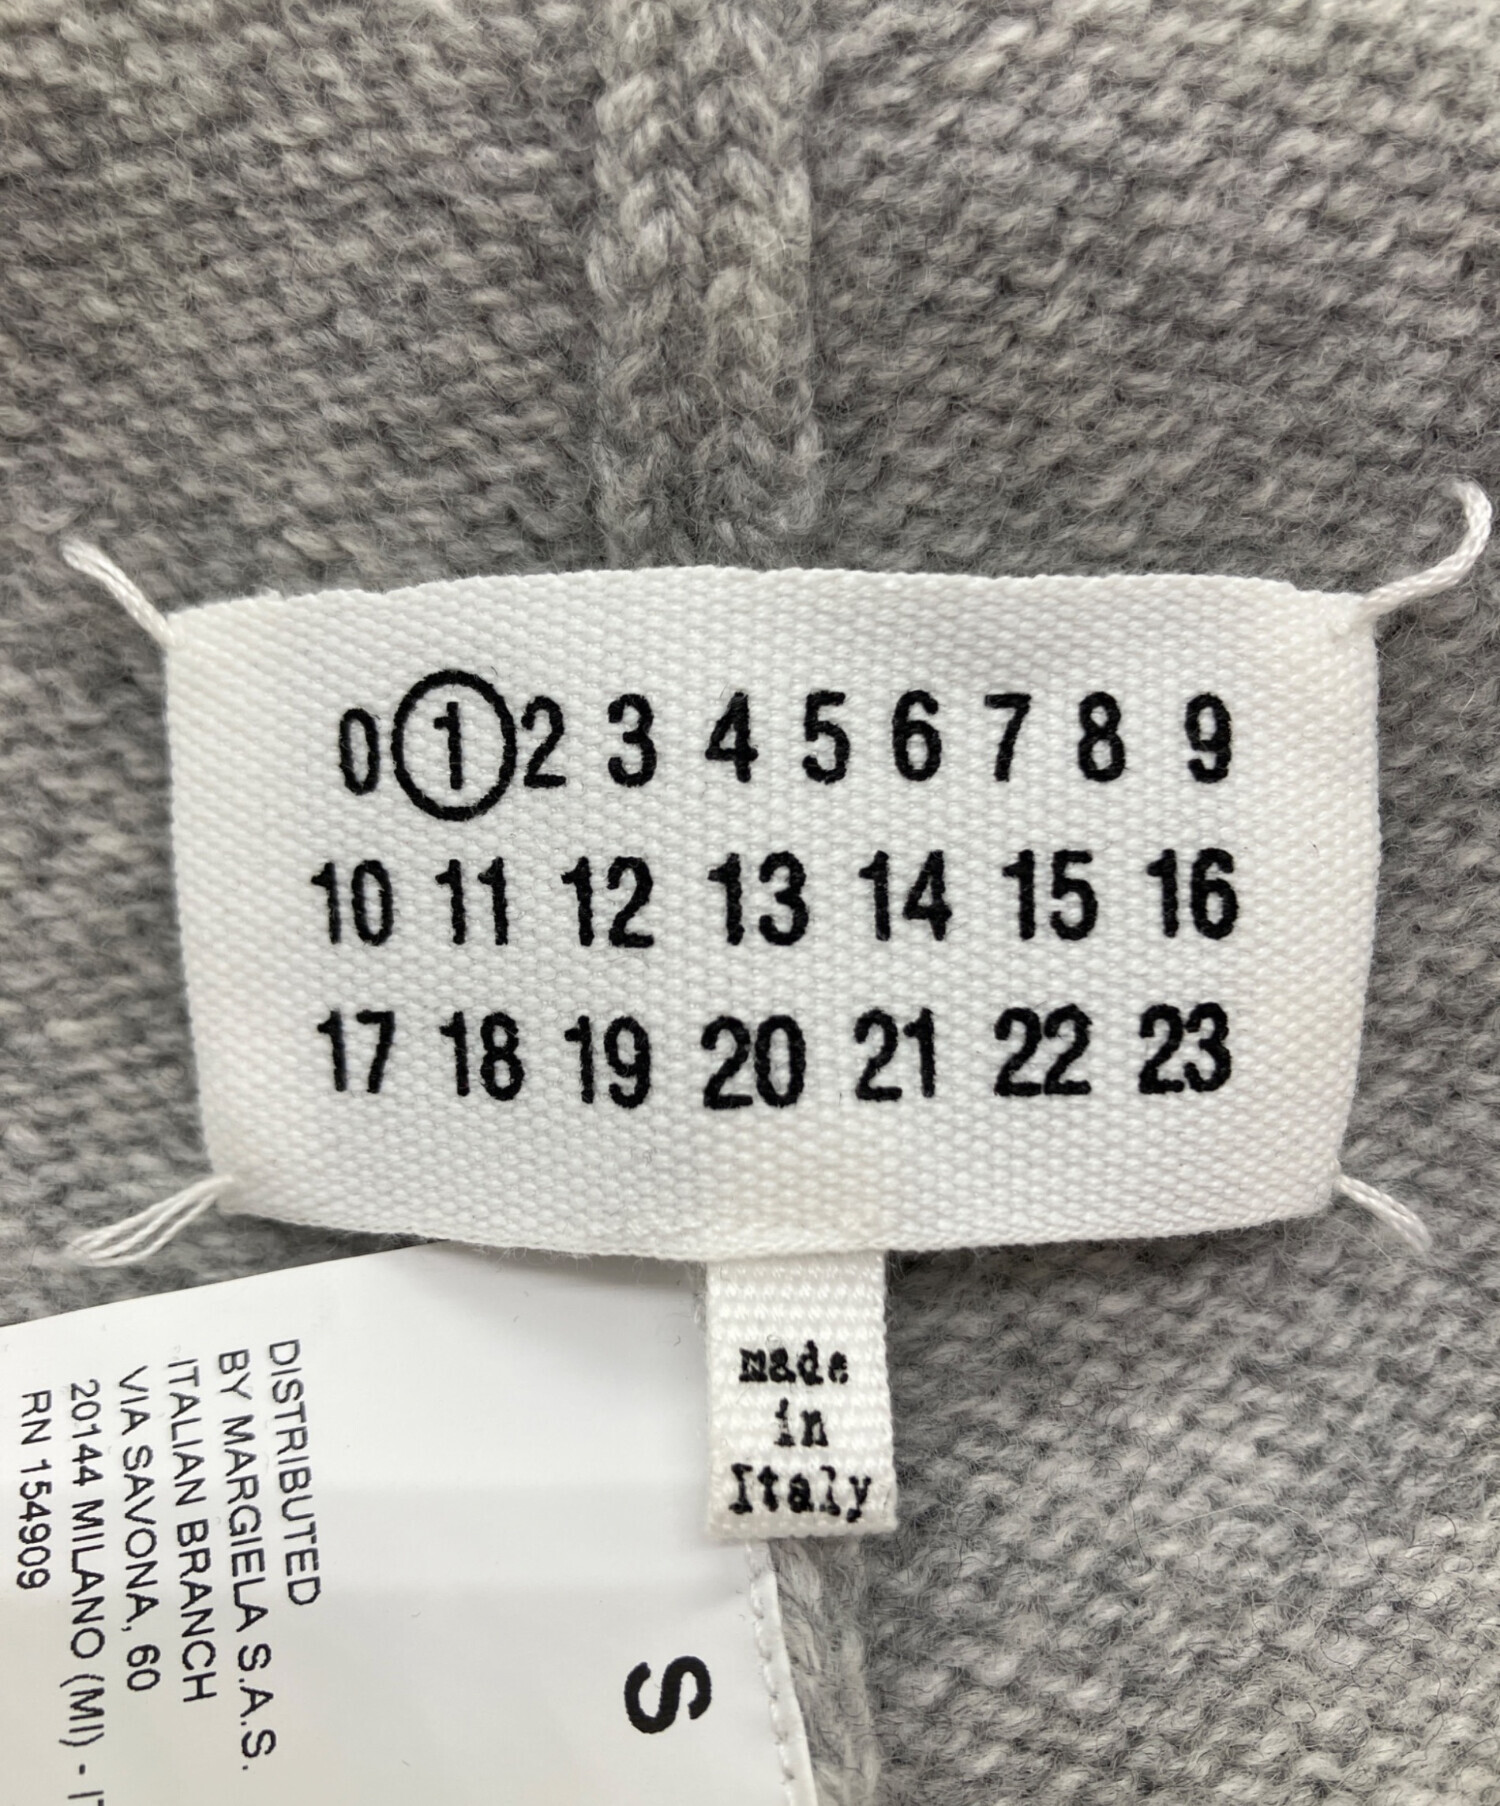 0 1 2 3 4 5 6 7 8 9
10 11 12 13 14 15 16
17 18 19 20 21 22 23
made
in
Italy
DISTRIBUTED
BY MARGIELA S.A.S.
ITALIAN BRANCH
VIA SAVONA, 60
20144 MILANO (MI) -
RN 154909
S